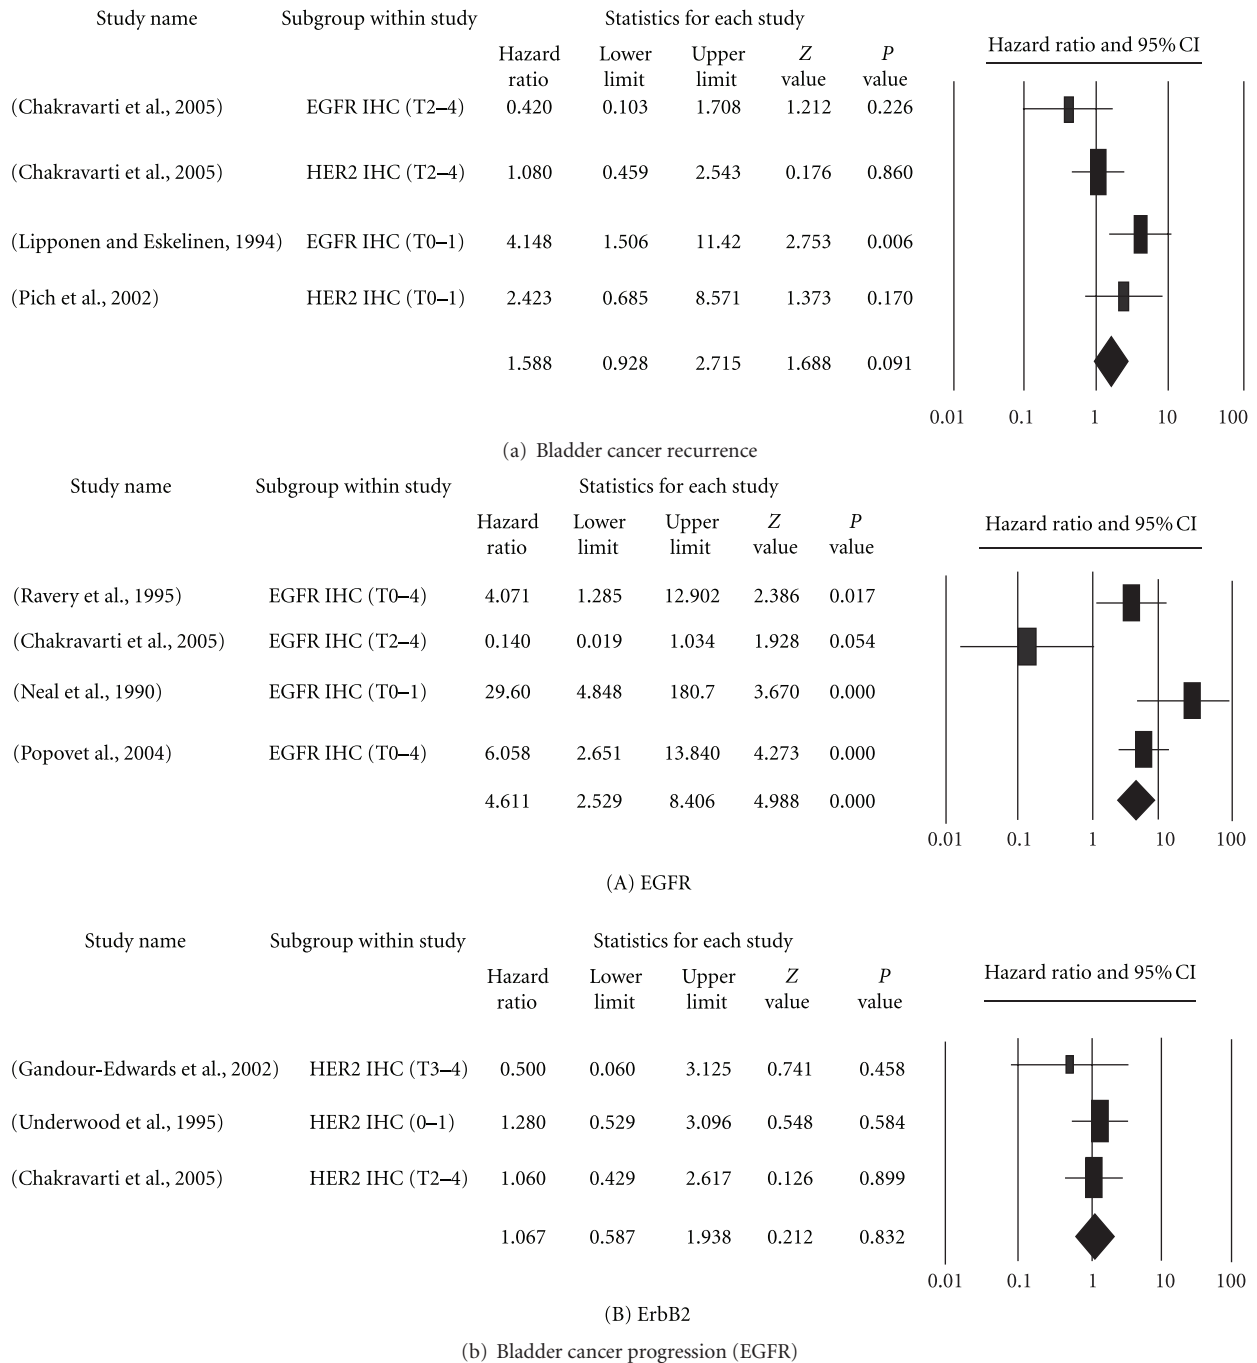 Study name Subgroup within study Statistics for each study
Hazard ratio and 95% CI
Hazard Lower Upper Z P
ratio limit limit value value
(Chakravarti et al., 2005) EGFR IHC (T2–4) 0.420 0.103 1.708 1.212 0.226
(Chakravarti et al., 2005) HER2 IHC (T2–4) 1.080 0.459 2.543 0.176 0.860
(Lipponen and Eskelinen, 1994) EGFR IHC (T0–1) 4.148 1.506 11.42 2.753 0.006
(Pich et al., 2002) HER2 IHC (T0–1) 2.423 0.685 8.571 1.373 0.170
1.588 0.928 2.715 1.688 0.091
0.01 0.1 1 10 100
(a) Bladder cancer recurrence
Study name Subgroup within study Statistics for each study
Hazard Lower Upper Z P
Hazard ratio and 95% CI
ratio limit limit value value
(Ravery et al., 1995) EGFR IHC (T0–4) 4.071 1.285 12.902 2.386 0.017
(Chakravarti et al., 2005) EGFR IHC (T2–4) 0.140 0.019 1.034 1.928 0.054
(Neal et al., 1990) EGFR IHC (T0–1) 29.60 4.848 180.7 3.670 0.000
(Popovet al., 2004) EGFR IHC (T0–4) 6.058 2.651 13.840 4.273 0.000
4.611 2.529 8.406 4.988 0.000
0.01 0.1 1 10 100
(A) EGFR
Study name Subgroup within study Statistics for each study
Hazard ratio and 95% CI
Hazard Lower Upper Z P
ratio limit limit value value
(Gandour-Edwards et al., 2002) HER2 IHC (T3–4) 0.500 0.060 3.125 0.741 0.458
(Underwood et al., 1995) HER2 IHC (0–1) 1.280 0.529 3.096 0.548 0.584
(Chakravarti et al., 2005) HER2 IHC (T2–4) 1.060 0.429 2.617 0.126 0.899
1.067 0.587 1.938 0.212 0.832
0.01 0.1 1 10 100
(B) ErbB2
(b) Bladder cancer progression (EGFR)